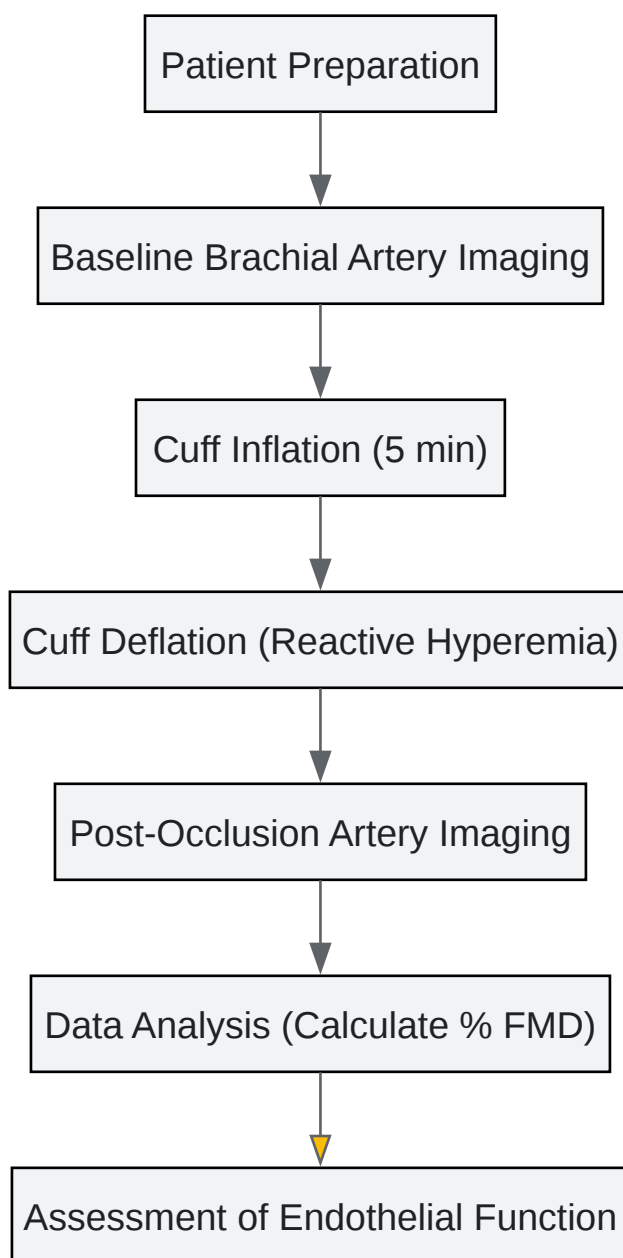 Patient Preparation
Baseline Brachial Artery Imaging
Cuff Inflation (5 min)
Cuff Deflation (Reactive Hyperemia)
Post-Occlusion Artery Imaging
Data Analysis (Calculate % FMD)
Assessment of Endothelial Function